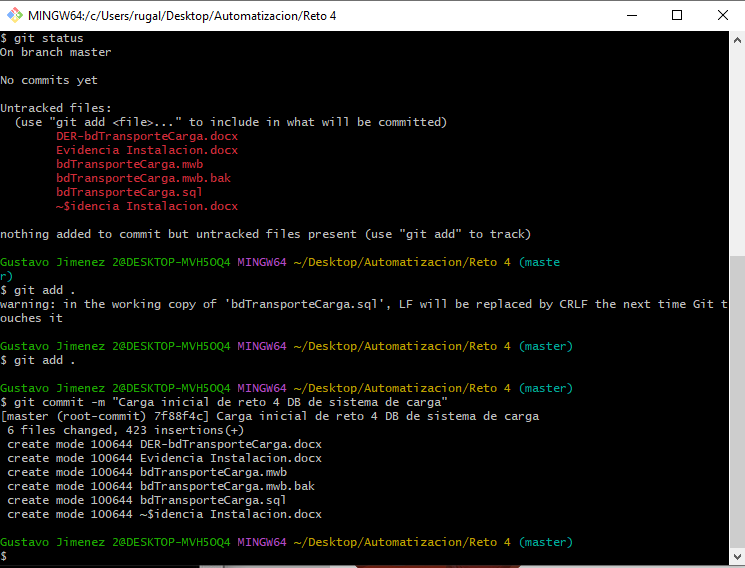 MINGW64:/c/Users/rugal/Desktop/Automatizacion/Reto 4
$ git status
On branch master
No commits yet
Untracked files:
  (use "git add <file>..." to include in what will be committed)
        DER-bdTransporteCarga.docx
        Evidencia Instalacion.docx
        bdTransporteCarga.mwb
        bdTransporteCarga.mwb.bak
        bdTransporteCarga.sql
        ~$idencia Instalacion.docx
nothing added to commit but untracked files present (use "git add" to track)
Gustavo Jimenez 2@DESKTOP-MVH5OQ4 MINGW64 ~/Desktop/Automatizacion/Reto 4 (maste
r)
$ git add .
warning: in the working copy of 'bdTransporteCarga.sql', LF will be replaced by CRLF the next time Git t
ouches it
Gustavo Jimenez 2@DESKTOP-MVH5OQ4 MINGW64 ~/Desktop/Automatizacion/Reto 4 (master)
$ git add .
Gustavo Jimenez 2@DESKTOP-MVH5OQ4 MINGW64 ~/Desktop/Automatizacion/Reto 4 (master)
$ git commit -m "Carga inicial de reto 4 DB de sistema de carga"
[master (root-commit) 7f88f4c] Carga inicial de reto 4 DB de sistema de carga
 6 files changed, 423 insertions(+)
 create mode 100644 DER-bdTransporteCarga.docx
 create mode 100644 Evidencia Instalacion.docx
 create mode 100644 bdTransporteCarga.mwb
 create mode 100644 bdTransporteCarga.mwb.bak
 create mode 100644 bdTransporteCarga.sql
 create mode 100644 ~$idencia Instalacion.docx
Gustavo Jimenez 2@DESKTOP-MVH5OQ4 MINGW64 ~/Desktop/Automatizacion/Reto 4 (master)
$